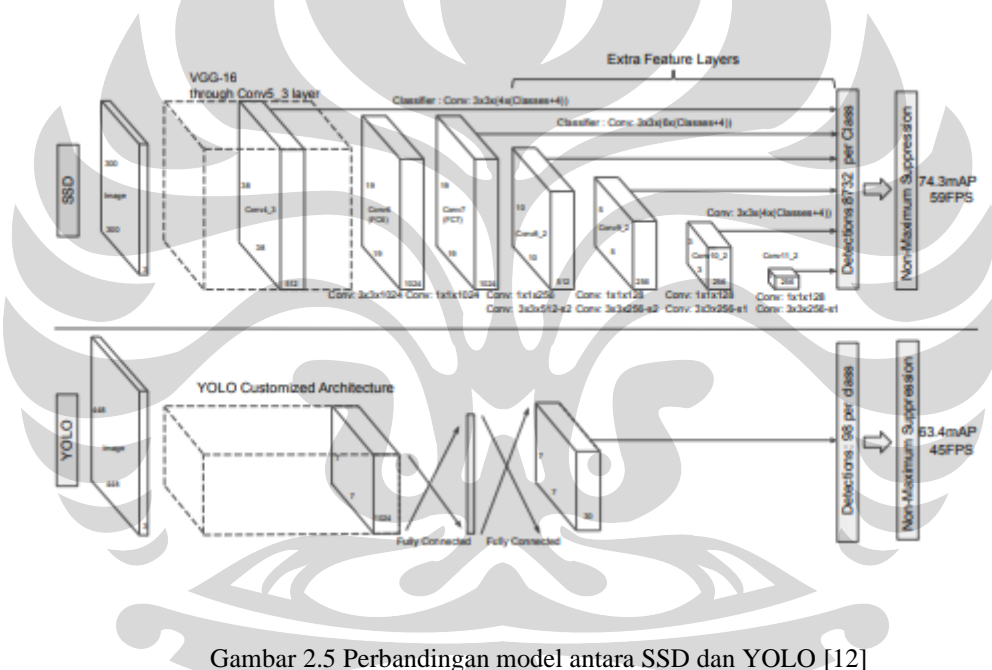 Extra Feature Layers
VGG-16
through Conv5_3 layer
Classifier : Conv: 3x3x(4x(Classes+4))
Classifier : Conv: 3x3x(6x(Classes+4))
SSD
300
Image
300
3
38
Conv4_3
38
512
19
Conv6
(FC6)
19
1024
19
Conv7
(FC7)
19
1024
10
Conv8_2
10
512
5
Conv9_2
5
256
Conv: 3x3x(4x(Classes+4))
3
Conv10_2
3
256
Conv11_2
256
Detections:8732 per Class
Non-Maximum Suppression
74.3mAP
59FPS
Conv: 3x3x1024 Conv: 1x1x1024 Conv: 1x1x256 Conv: 1x1x128 Conv: 1x1x128 Conv: 1x1x128
Conv: 3x3x512-s2 Conv: 3x3x256-s2 Conv: 3x3x256-s1 Conv: 3x3x256-s1
YOLO Customized Architecture
YOLO
Image
3
7
7
1024
7
7
30
Fully Connected Fully Connected
Detections: 98 per class
Non-Maximum Suppression
63.4mAP
45FPS
Gambar 2.5 Perbandingan model antara SSD dan YOLO [12]